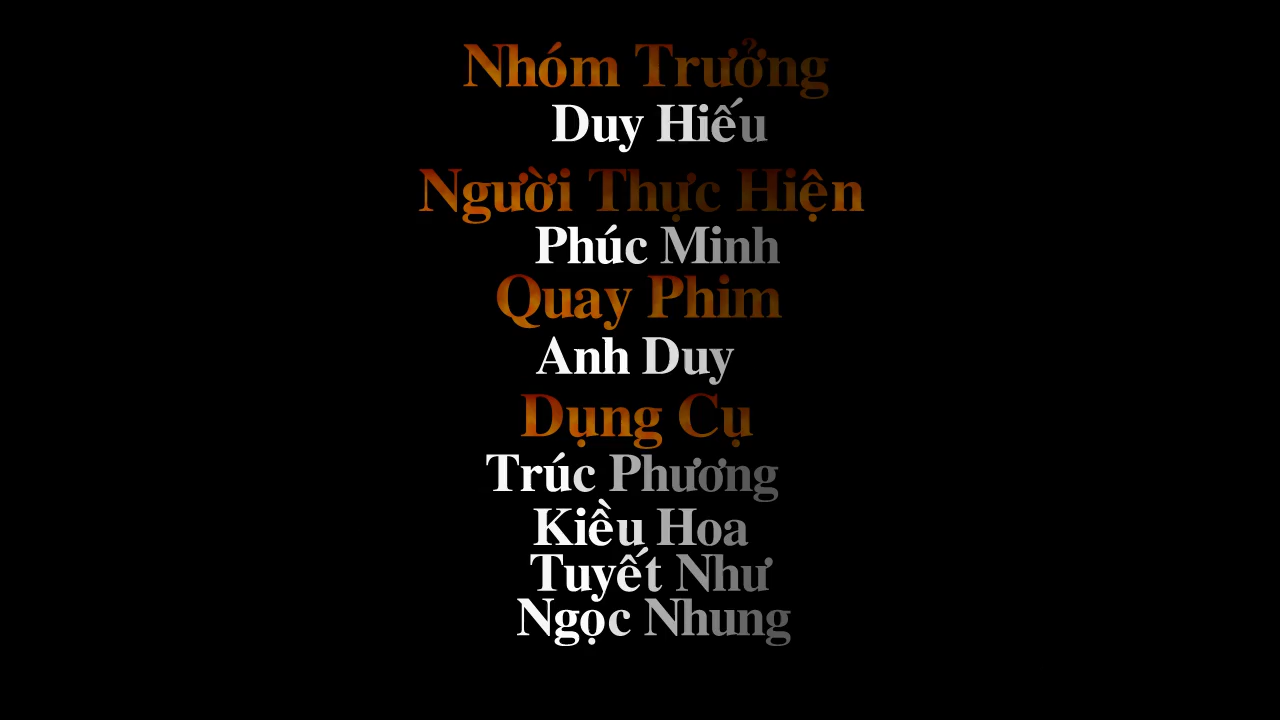 Nhóm Trưởng
Duy Hiếu
Người Thực Hiện
Phúc Minh
Quay Phim
Anh Duy
Dụng Cụ
Trúc Phương
Kiều Hoa
Tuyết Như
Ngọc Nhung